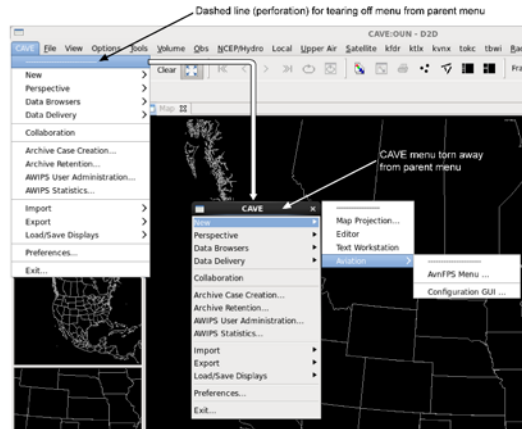 Dashed line (perforation) for tearing off menu from parent menu
CAVE:OUN - D2D
CAVE File View Options Tools Volume Obs NCEP/Hydro Local Upper Air Satellite kfdr ktlx kvnx tokc tbwi
Clear
Fra
Map
New
Perspective
Data Browsers
Data Delivery
Collaboration
Archive Case Creation...
Archive Retention...
AWIPS User Administration...
AWIPS Statistics...
Import
Export
Load/Save Displays
Preferences...
Exit...
CAVE menu torn away
from parent menu
CAVE
New
Perspective
Data Browsers
Data Delivery
Collaboration
Archive Case Creation...
Archive Retention...
AWIPS User Administration...
AWIPS Statistics...
Import
Export
Load/Save Displays
Preferences...
Exit...
Map Projection...
Editor
Text Workstation
Aviation
AvnFPS Menu ...
Configuration GUI ...